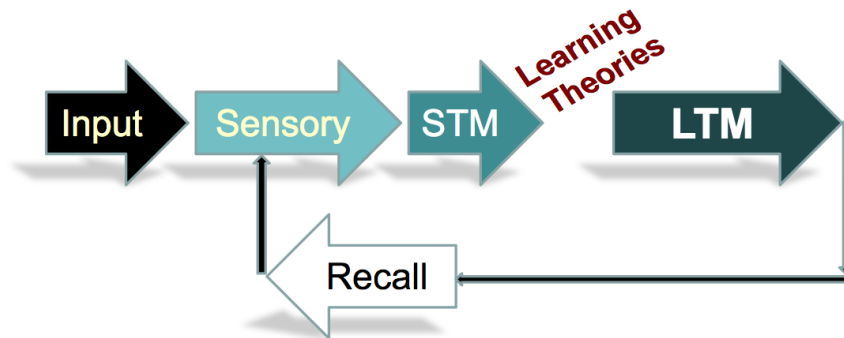 Input
Sensory
STM
Learning
Theories
LTM
Recall